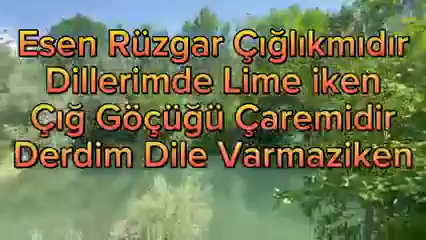 Esen Rüzgar Çığlıkmıdır
Dillerimde Lime iken
Çığ Göçüğü Çaremidir
Derdim Dile Varmaziken